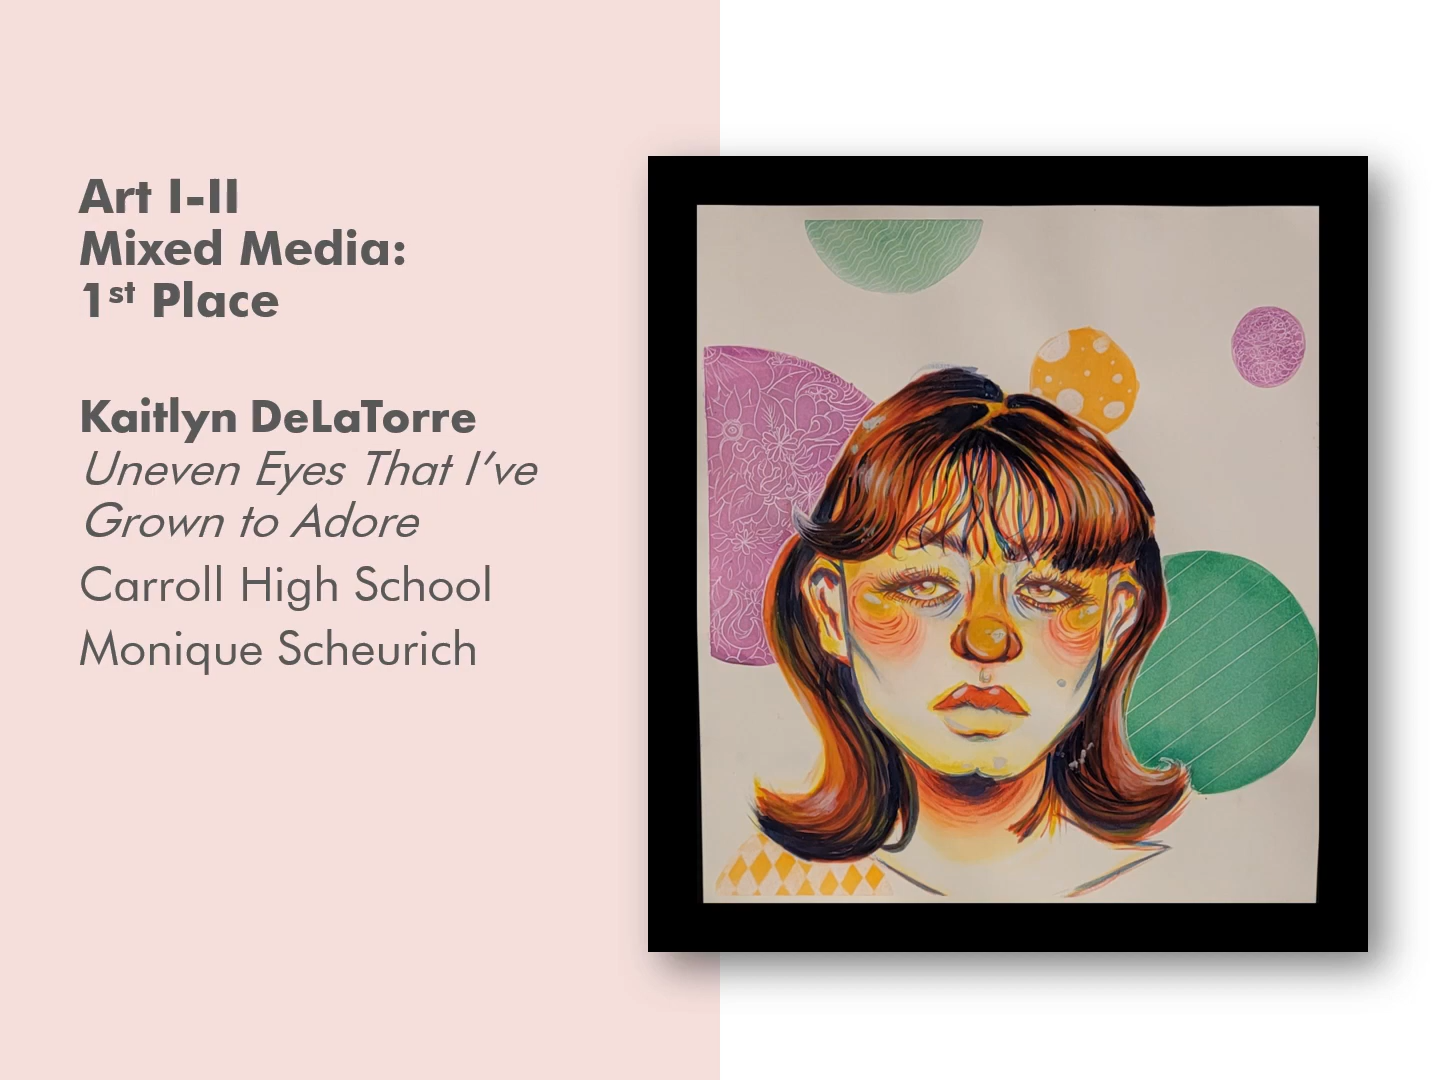 Art I-II
Mixed Media:
1st Place
Kaitlyn DeLaTorre
Uneven Eyes That I’ve
Grown to Adore
Carroll High School
Monique Scheurich